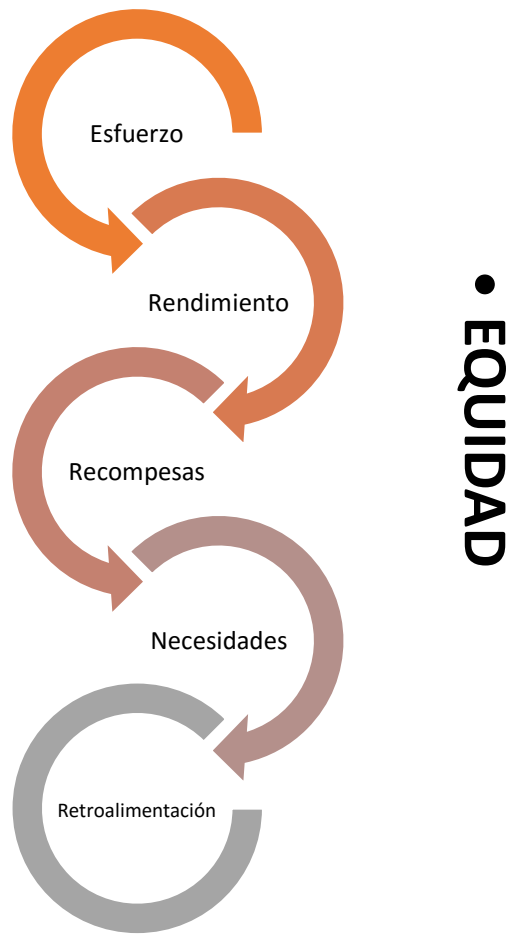 Esfuerzo
Rendimiento
Recompesas
Necesidades
Retroalimentación
• EQUIDAD